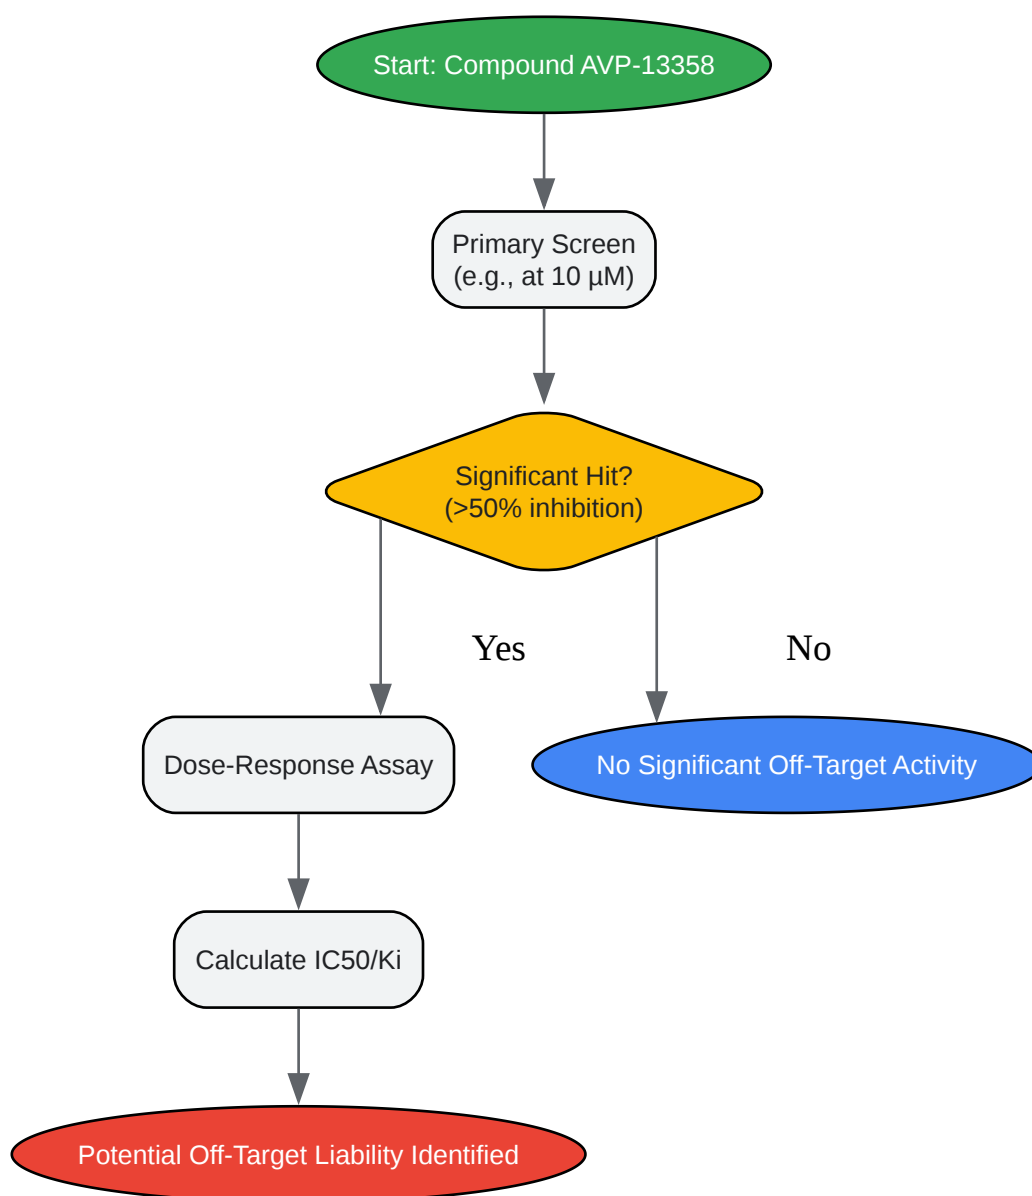 Start: Compound AVP-13358
Primary Screen
(e.g., at 10 µM)
Significant Hit?
(>50% inhibition)
Yes
No
Dose-Response Assay
No Significant Off-Target Activity
Calculate IC50/Ki
Potential Off-Target Liability Identified